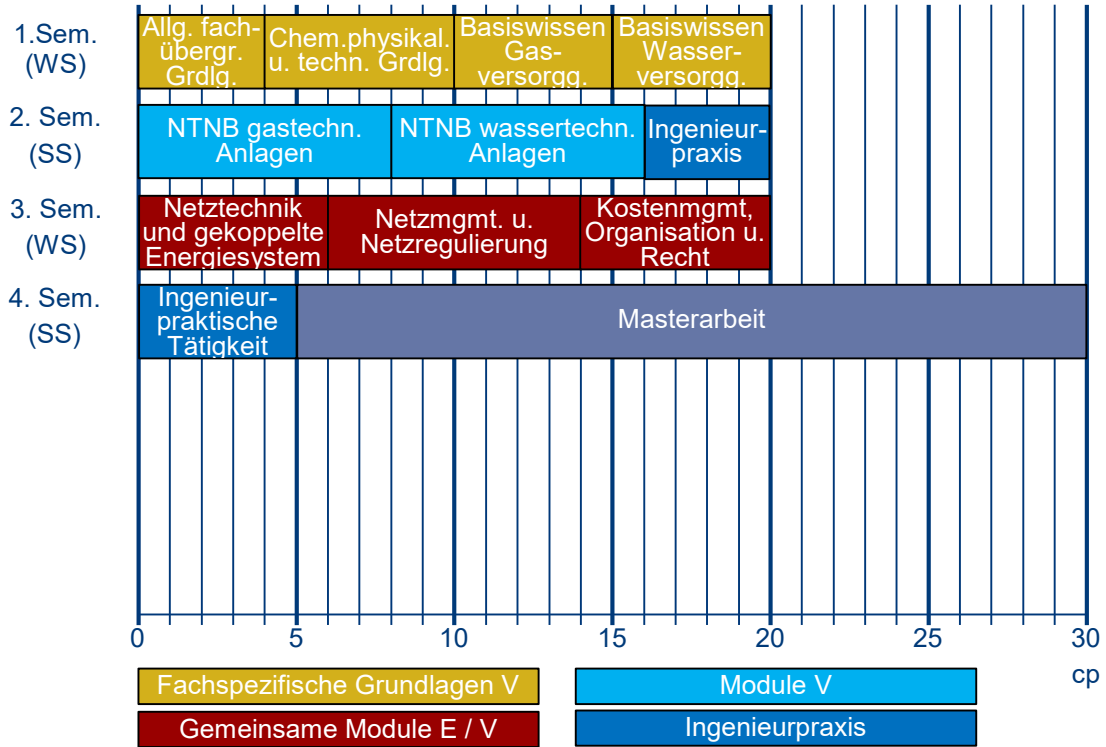 1.Sem.
(WS)
Allg. fach-
übergr.
Grdlg.
Chem.physikal.
u. techn. Grdlg.
Basiswissen
Gas-
versorgg.
Basiswissen
Wasser-
versorgg.
2. Sem.
(SS)
NTNB gastechn.
Anlagen
NTNB wassertechn.
Anlagen
Ingenieur-
praxis
3. Sem.
(WS)
Netztechnik
und gekoppelte
Energiesystem
Netzmgmt. u.
Netzregulierung
Kostenmgmt,
Organisation u.
Recht
4. Sem.
(SS)
Ingenieur-
praktische
Tätigkeit
Masterarbeit
0 5 10 15 20 25 30
cp
Fachspezifische Grundlagen V
Module V
Gemeinsame Module E / V
Ingenieurpraxis